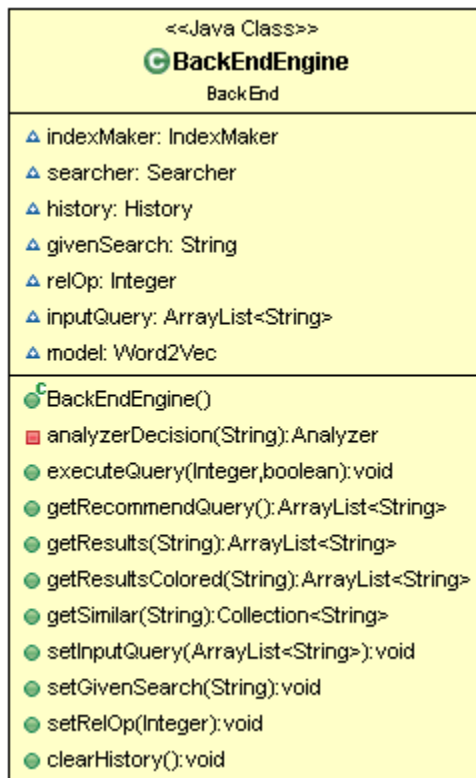 <<Java Class>>
C BackEndEngine
BackEnd
indexMaker: IndexMaker
searcher: Searcher
history: History
givenSearch: String
relOp: Integer
inputQuery: ArrayList<String>
model: Word2Vec
C BackEndEngine()
analyzerDecision(String):Analyzer
executeQuery(Integer,boolean):void
getRecommendQuery():ArrayList<String>
getResults(String):ArrayList<String>
getResultsColored(String):ArrayList<String>
getSimilar(String):Collection<String>
setInputQuery(ArrayList<String>):void
setGivenSearch(String):void
setRelOp(Integer):void
clearHistory():void